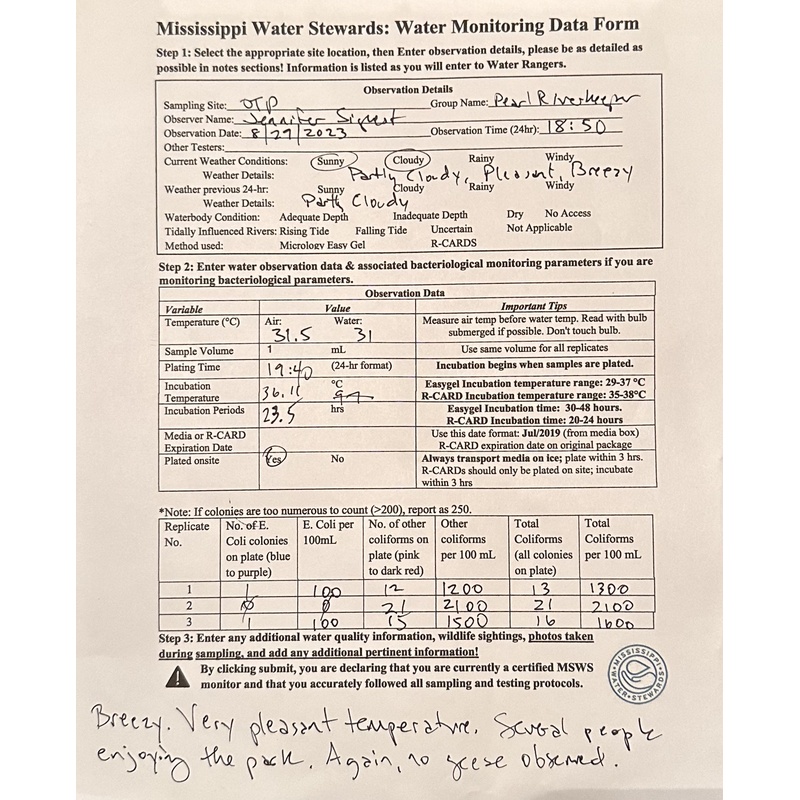 Mississippi Water Stewards: Water Monitoring Data Form
Step 1: Select the appropriate site location, then Enter observation details, please be as detailed as
possible in notes sections! Information is listed as you will enter to Water Rangers.
Observation Details
Sampling Site: OTP Group Name: Pearl Riverkeeper
Observer Name: Jennifer
Observation Date: 8/29/2023 Observation Time (24hr): 18:50
Other Testers:
Current Weather Conditions: Sunny Cloudy Rainy Windy
Weather Details: Partly Cloudy, Pleasant, Breezy
Weather previous 24-hr: Sunny Cloudy Rainy Windy
Weather Details: Partly Cloudy
Waterbody Condition: Adequate Depth Inadequate Depth Dry No Access
Tidally Influenced Rivers: Rising Tide Falling Tide Uncertain Not Applicable
Method used: Micrology Easy Gel R-CARDS
Step 2: Enter water observation data & associated bacteriological monitoring parameters if you are
monitoring bacteriological parameters.
Observation Data
Variable Value Important Tips
Temperature (°C) Air: 31.5 Water: 31 Measure air temp before water temp. Read with bulb
submerged if possible. Don't touch bulb.
Sample Volume 1 mL Use same volume for all replicates
Plating Time 19:40 (24-hr format) Incubation begins when samples are plated.
Incubation Temperature 36.11 °C Easygel Incubation temperature range: 29-37 °C
R-CARD Incubation temperature range: 35-38°C
Incubation Periods 23.5 hrs Easygel Incubation time: 30-48 hours.
R-CARD Incubation time: 20-24 hours
Media or R-CARD Expiration Date Use this date format: Jul/2019 (from media box)
R-CARD expiration date on original package
Plated onsite Yes No Always transport media on ice; plate within 3 hrs.
R-CARDs should only be plated on site; incubate
within 3 hrs
*Note: If colonies are too numerous to count (>200), report as 250.
Replicate No. No. of E. Coli colonies on plate (blue to purple) E. Coli per 100mL No. of other coliforms on plate (pink to dark red) Other coliforms per 100 mL Total Coliforms (all colonies on plate) Total Coliforms per 100 mL
1 1 100 12 1200 13 1300
2 0 0 21 2100 21 2100
3 1 100 15 1500 16 1600
Step 3: Enter any additional water quality information, wildlife sightings, photos taken
during sampling, and add any additional pertinent information!
By clicking submit, you are declaring that you are currently a certified MSWS
monitor and that you accurately followed all sampling and testing protocols.
MISSISSIPPI WATER STEWARDS
Breezy. Very pleasant temperature. Several people
enjoying the park. Again, no geese observed.